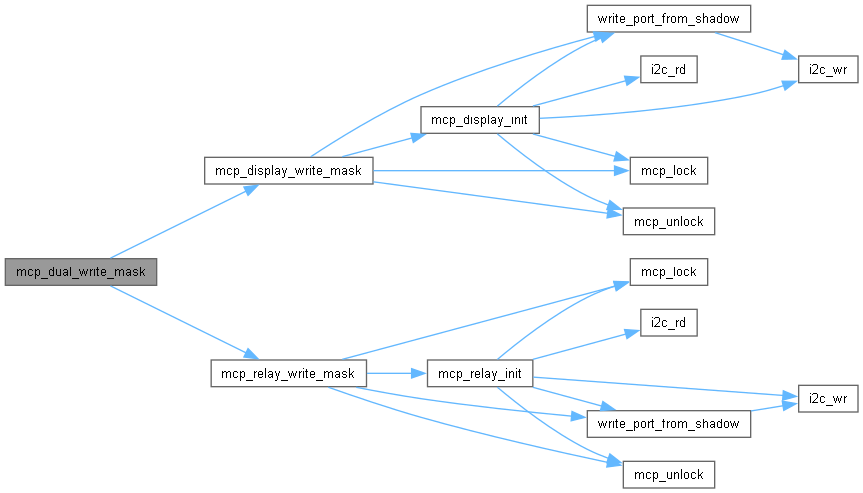 write_port_from_shadow
i2c_rd
i2c_wr
mcp_display_init
mcp_display_write_mask
mcp_lock
mcp_unlock
mcp_dual_write_mask
mcp_lock
i2c_rd
mcp_relay_write_mask
mcp_relay_init
i2c_wr
write_port_from_shadow
mcp_unlock